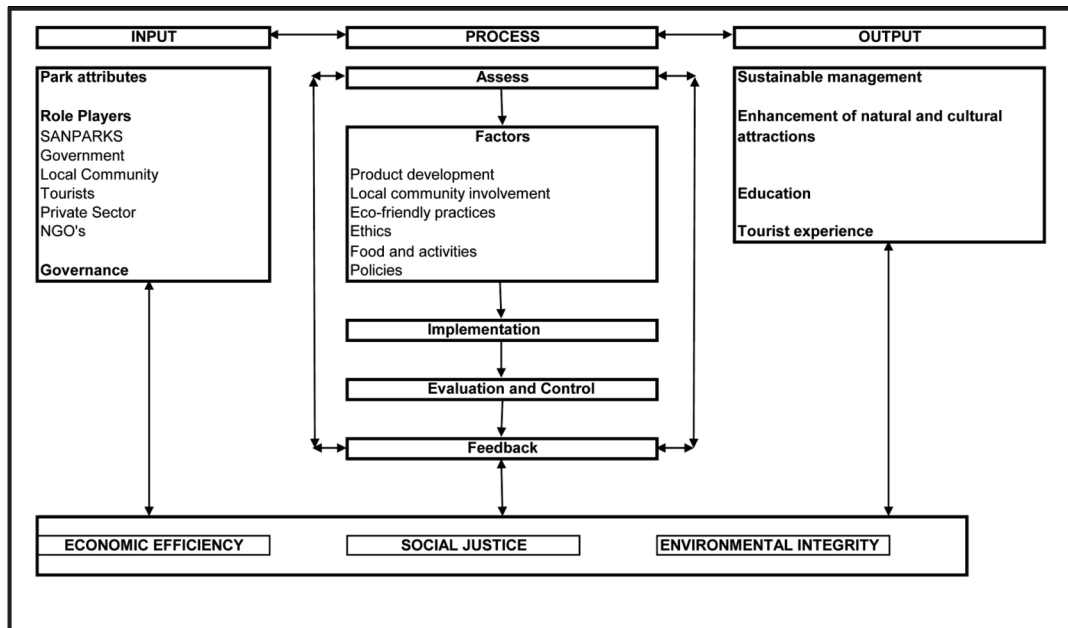 INPUT
PROCESS
OUTPUT
Park attributes
Role Players
SANPARKS
Government
Local Community
Tourists
Private Sector
NGO's
Governance
Assess
Factors
Product development
Local community involvement
Eco-friendly practices
Ethics
Food and activities
Policies
Implementation
Evaluation and Control
Feedback
Sustainable management
Enhancement of natural and cultural
attractions
Education
Tourist experience
ECONOMIC EFFICIENCY
SOCIAL JUSTICE
ENVIRONMENTAL INTEGRITY